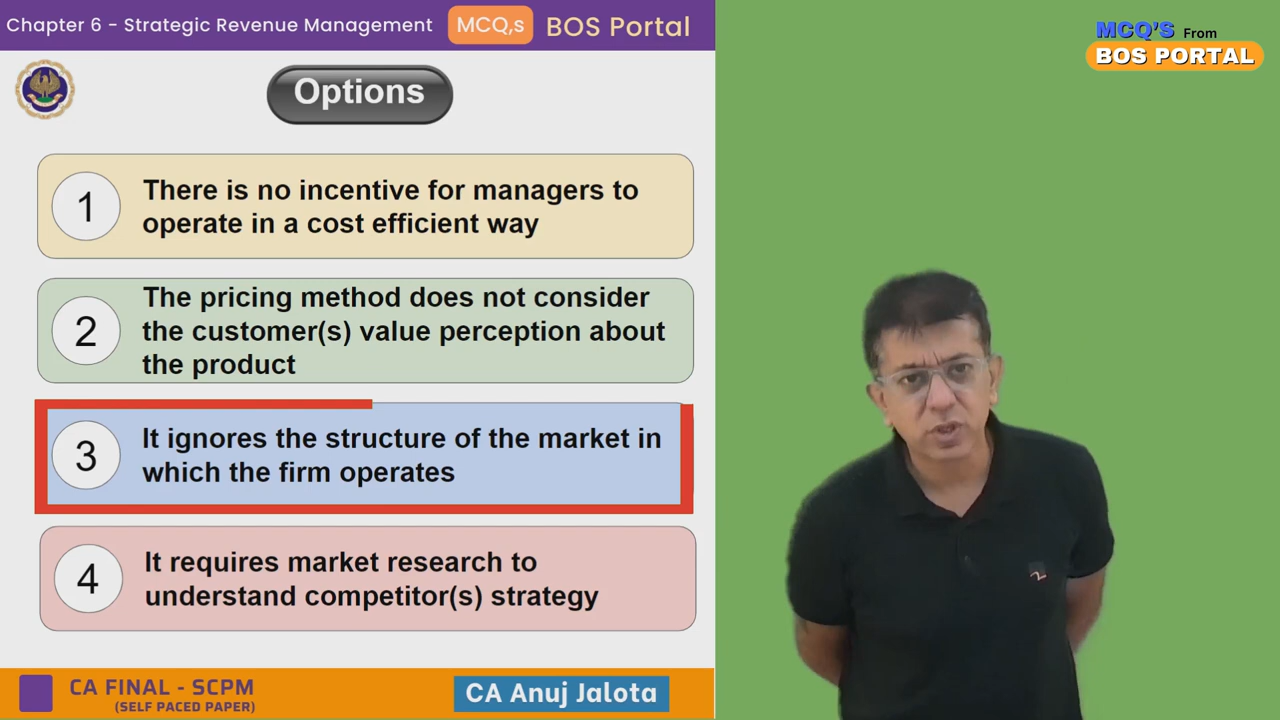 Chapter 6 - Strategic Revenue Management
MCQ,s
BOS Portal
MCQ'S From
BOS PORTAL
Options
1
There is no incentive for managers to
operate in a cost efficient way
2
The pricing method does not consider
the customer(s) value perception about
the product
3
It ignores the structure of the market in
which the firm operates
4
It requires market research to
understand competitor(s) strategy
CA FINAL - SCPM
(SELF PACED PAPER)
CA Anuj Jalota